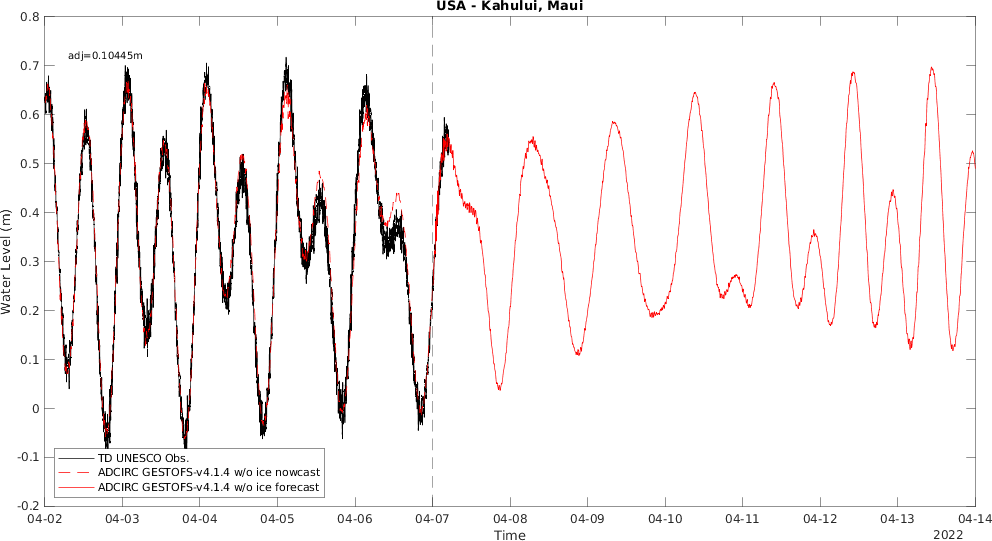 USA - Kahului, Maui
0.8
0.7
0.6
0.5
0.4
0.3
0.2
0.1
0
-0.1
-0.2
Water Level (m)
adj=0.10445m
TD UNESCO Obs.
ADCIRC GESTOFS-v4.1.4 w/o ice nowcast
ADCIRC GESTOFS-v4.1.4 w/o ice forecast
04-02 04-03 04-04 04-05 04-06 04-07 04-08 04-09 04-10 04-11 04-12 04-13 04-14
Time
2022